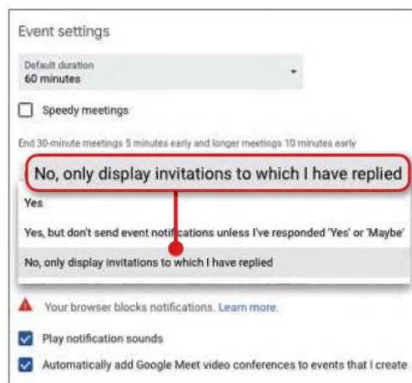 Event settings
Default duration
60 minutes
Speedy meetings
End 30-minute meetings 5 minutes early and longer meetings 10 minutes early
No, only display invitations to which I have replied
Yes
Yes, but don't send event notifications unless I've responded 'Yes' or 'Maybe'
No, only display invitations to which I have replied
Your browser blocks notifications. Learn more.
Play notification sounds
Automatically add Google Meet video conferences to events that I create